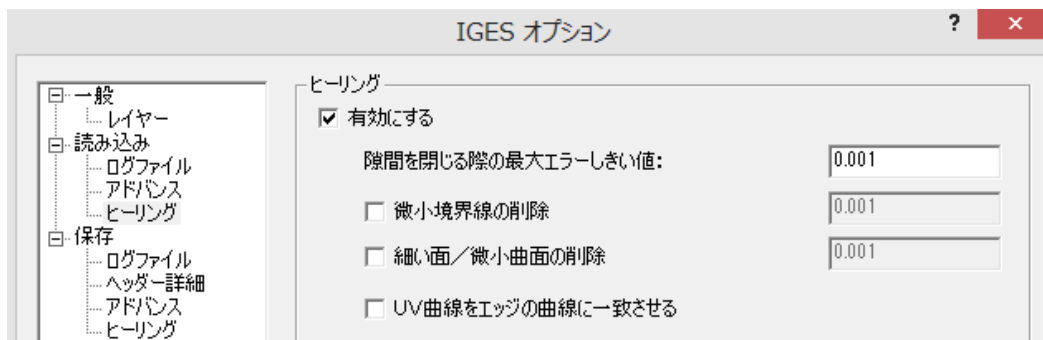 IGES オプション
? ×
一般
レイヤー
読み込み
ログファイル
アドバンス
ヒーリング
保存
ログファイル
ヘッダー詳細
アドバンス
ヒーリング
ヒーリング
有効にする
隙間を閉じる際の最大エラーしきい値: 0.001
微小境界線の削除 0.001
細い面/微小曲面の削除 0.001
UV曲線をエッジの曲線に一致させる